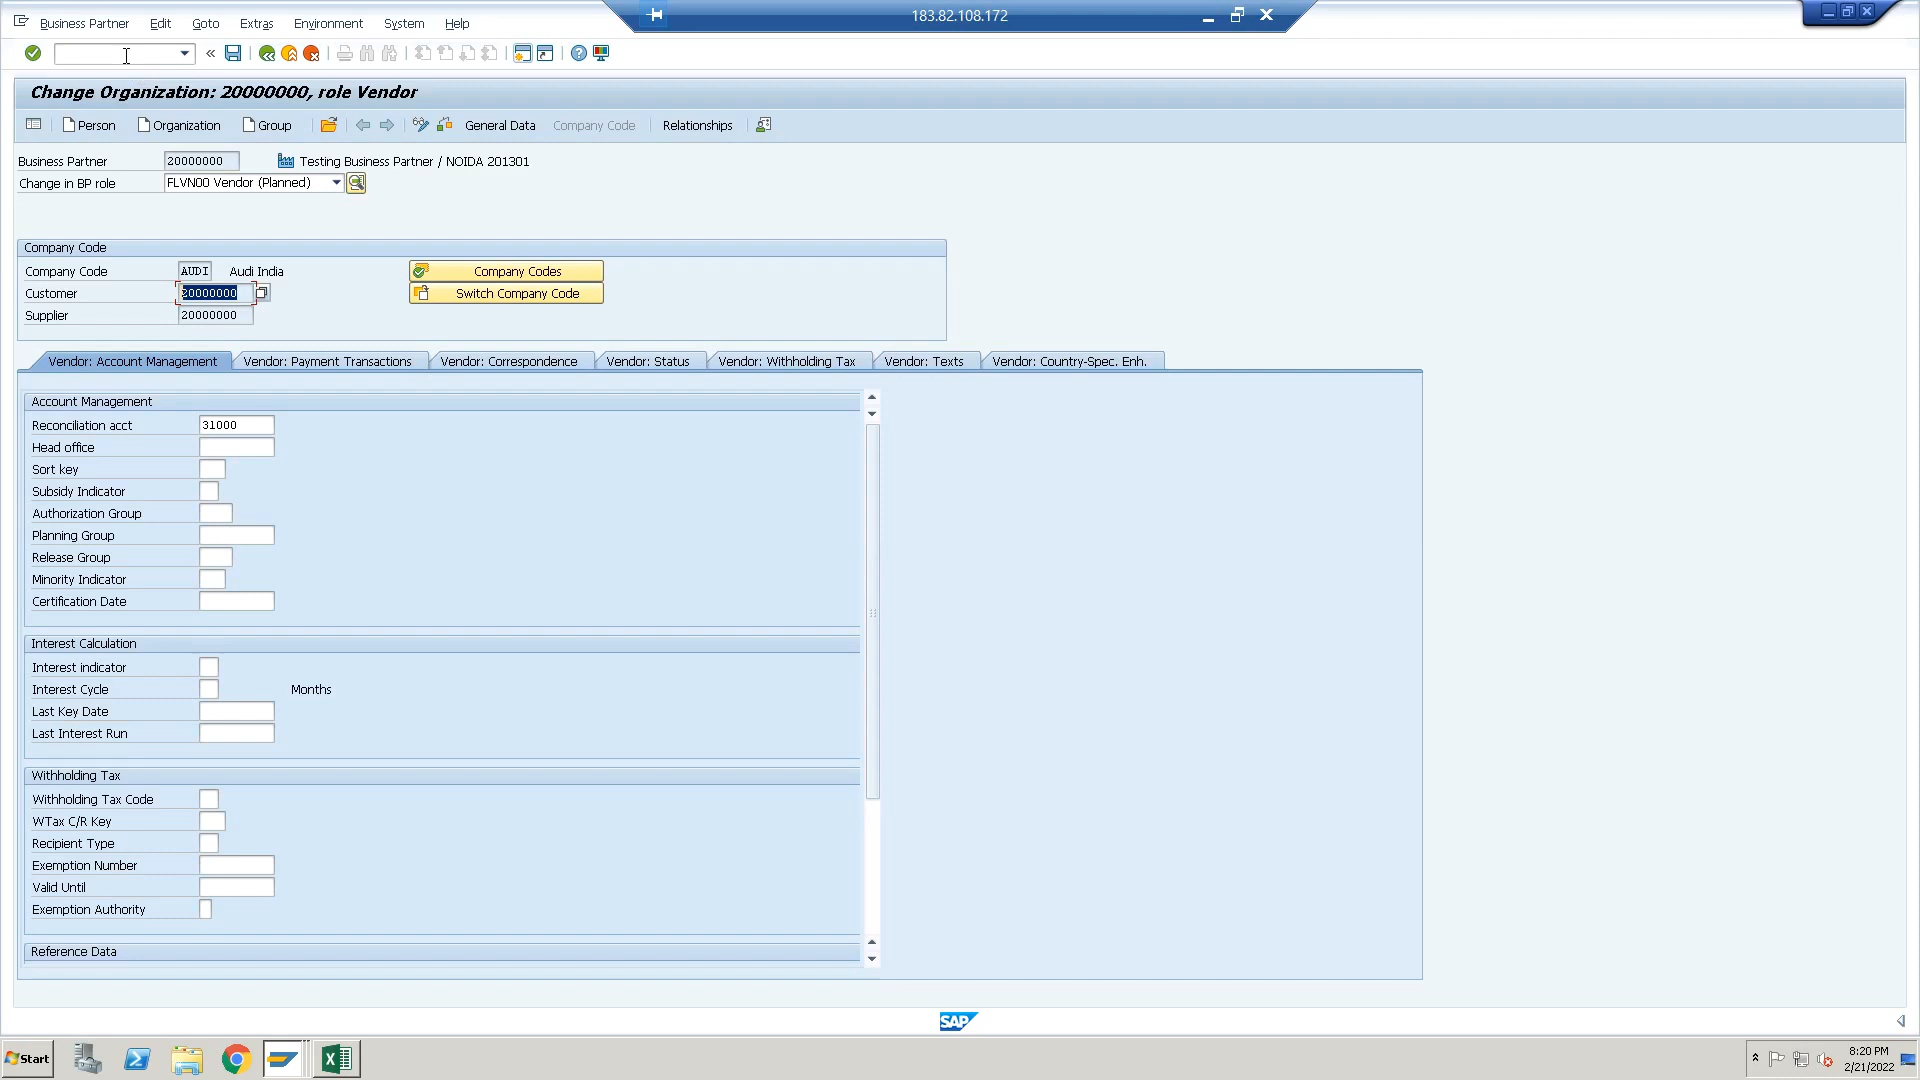 183.82.108.172
Business Partner Edit Goto Extras Environment System Help
Change Organization: 20000000, role Vendor
Person Organization Group General Data Company Code Relationships
Business Partner 20000000 Testing Business Partner / NOIDA 201301
Change in BP role FLVN00 Vendor (Planned)
Company Code
Company Code AUDI Audi India Company Codes
Customer 20000000 Switch Company Code
Supplier 20000000
Vendor: Account Management Vendor: Payment Transactions Vendor: Correspondence Vendor: Status Vendor: Withholding Tax Vendor: Texts Vendor: Country-Spec. Enh.
Account Management
Reconciliation acct 31000
Head office
Sort key
Subsidy Indicator
Authorization Group
Planning Group
Release Group
Minority Indicator
Certification Date
Interest Calculation
Interest indicator
Interest Cycle Months
Last Key Date
Last Interest Run
Withholding Tax
Withholding Tax Code
WTax C/R Key
Recipient Type
Exemption Number
Valid Until
Exemption Authority
Reference Data
SAP
Start
8:20 PM
2/21/2022